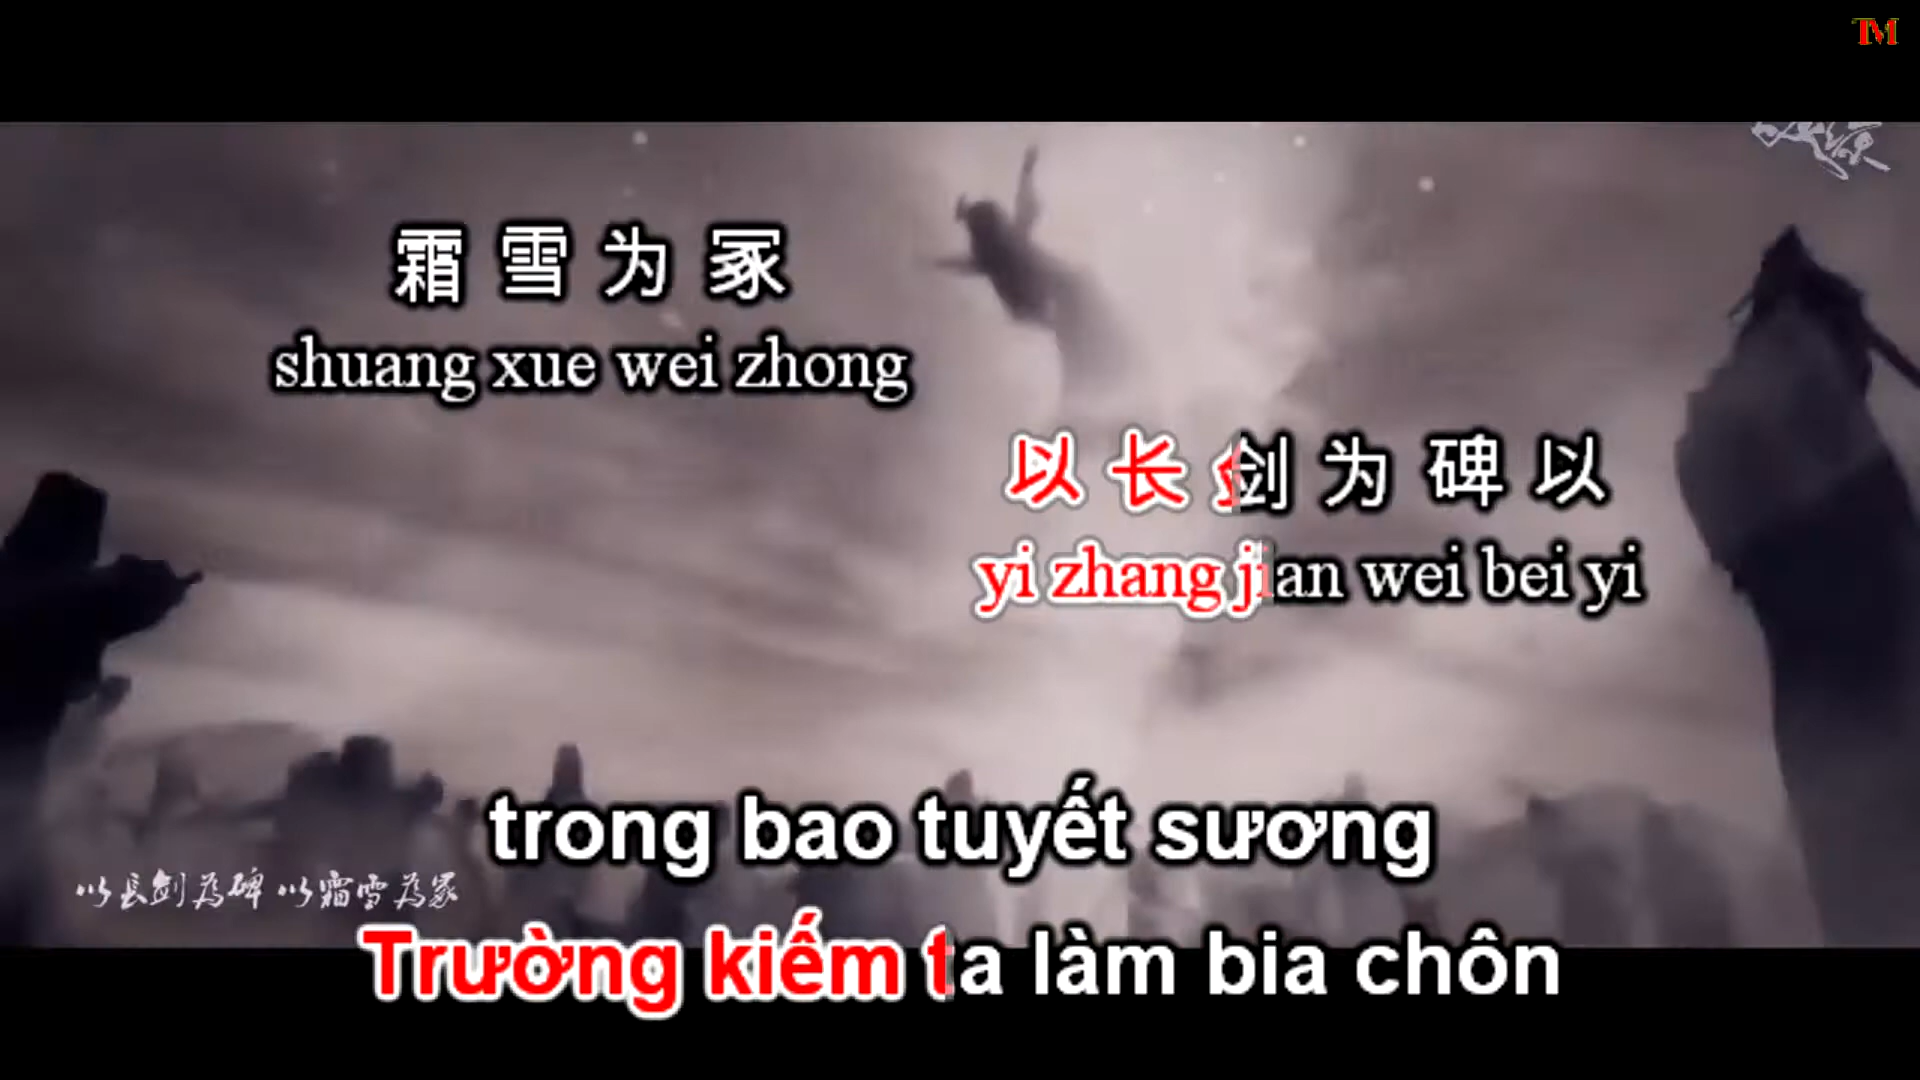 TM
霜雪为冢
shuang xue wei zhong
以长剑为碑以
yi zhang jian wei bei yi
trong bao tuyết sương
以長劍為碑 以霜雪為冢
Trường kiếm ta làm bia chôn